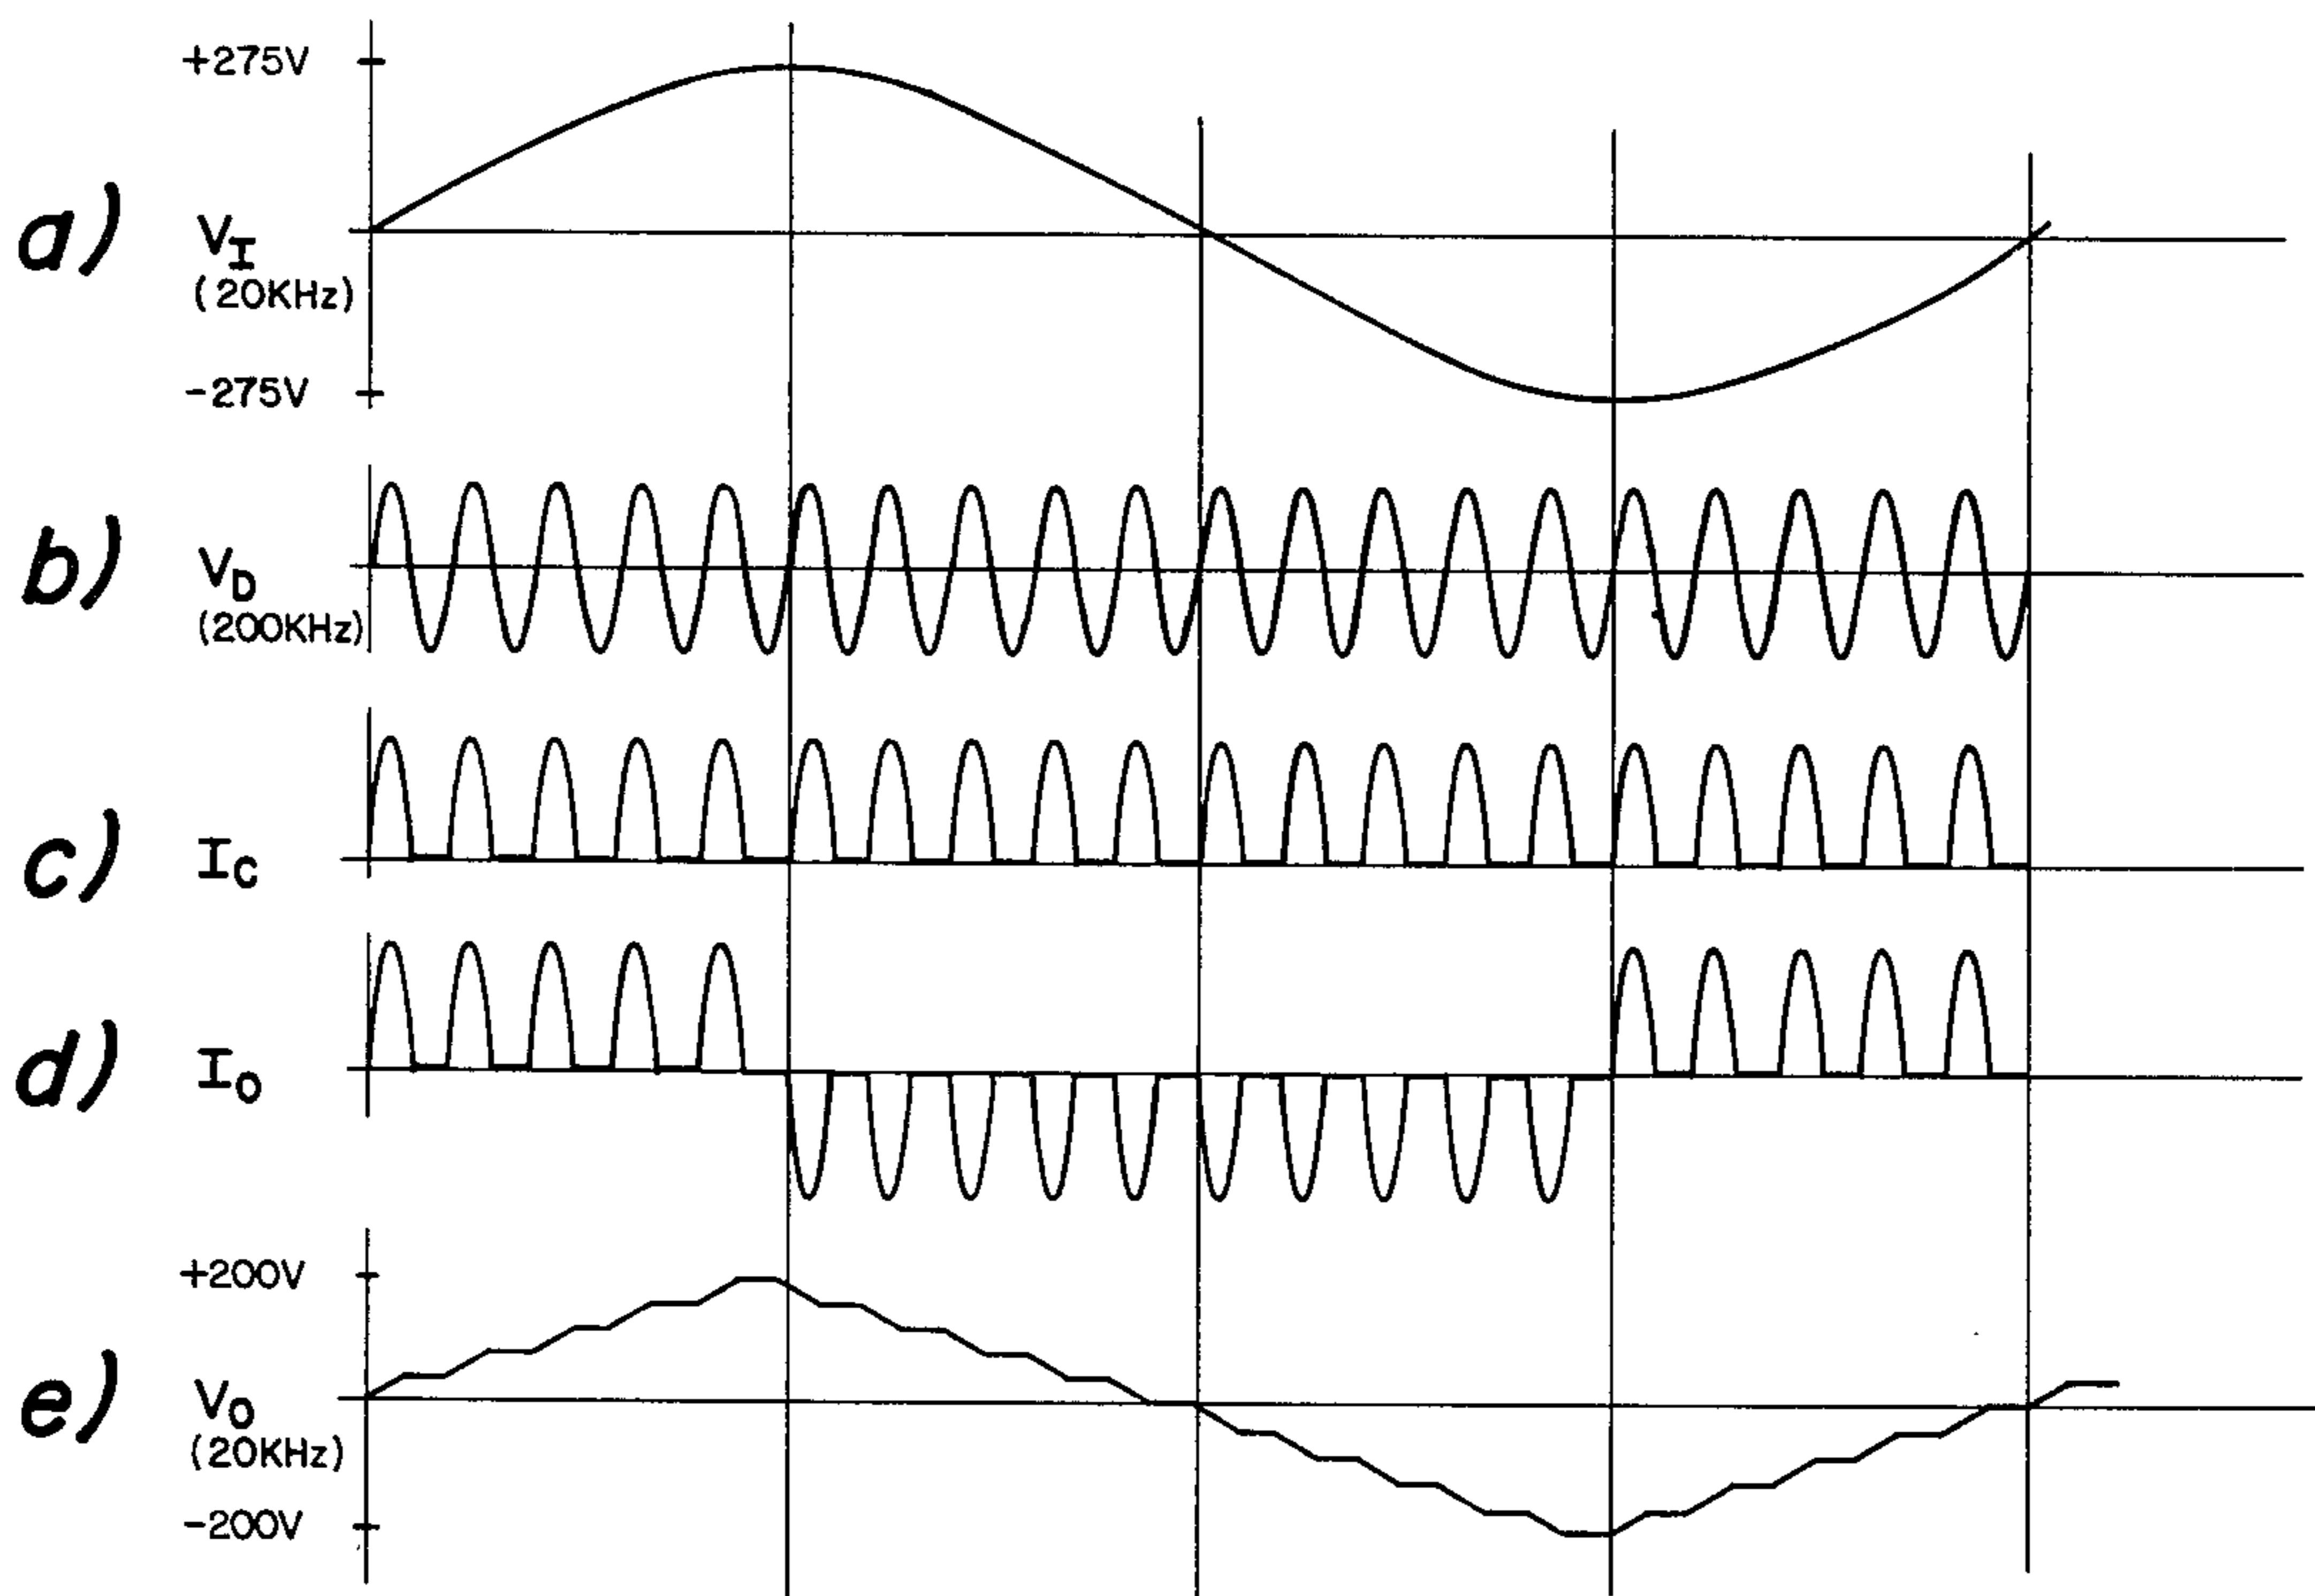 +275V
a)
VI
(20KHz)
-275V
b)
VD
(200KHz)
c)
IC
d)
IO
+200V
e)
VO
(20KHz)
-200V